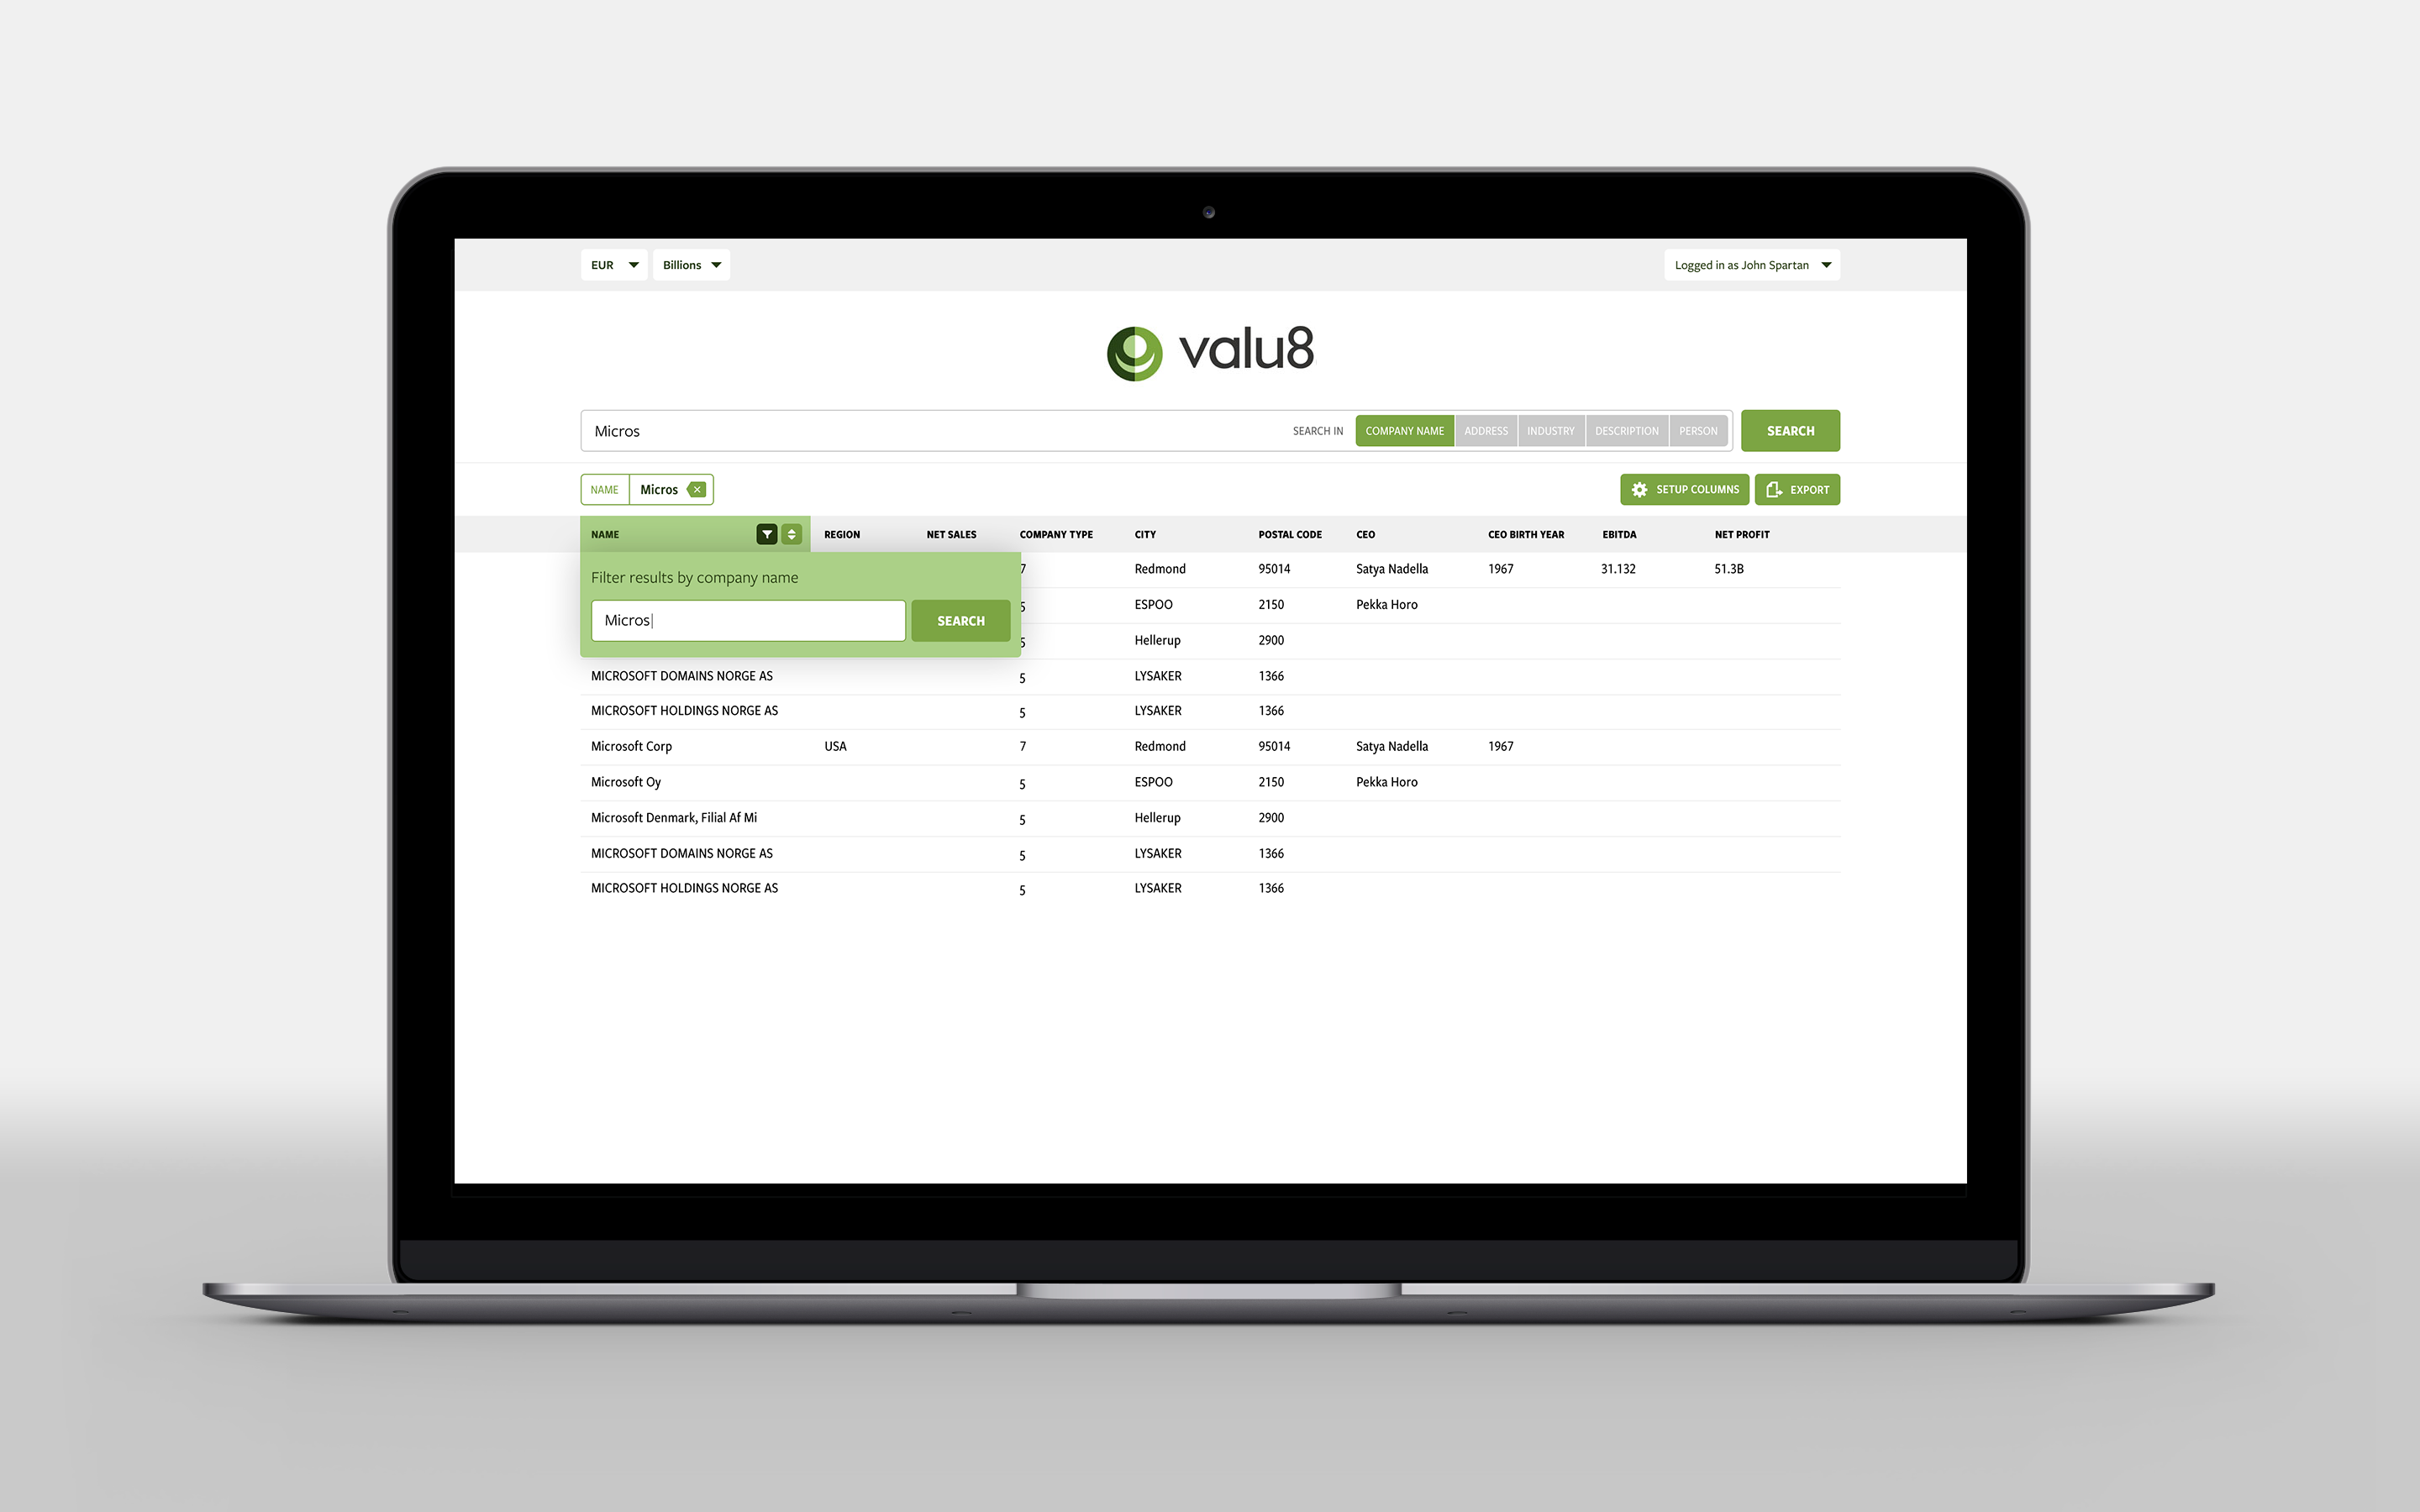 EUR Billions Logged in as John Spartan
valu8
Micros SEARCH IN COMPANY NAME ADDRESS INDUSTRY DESCRIPTION PERSON SEARCH
NAME Micros SETUP COLUMNS EXPORT
NAME REGION NET SALES COMPANY TYPE CITY POSTAL CODE CEO CEO BIRTH YEAR EBITDA NET PROFIT
7 Redmond 95014 Satya Nadella 1967 31.132 51.3B
Filter results by company name
5 ESPOO 2150 Pekka Horo
Micros SEARCH
5 Hellerup 2900
MICROSOFT DOMAINS NORGE AS 5 LYSAKER 1366
MICROSOFT HOLDINGS NORGE AS 5 LYSAKER 1366
Microsoft Corp USA 7 Redmond 95014 Satya Nadella 1967
Microsoft Oy 5 ESPOO 2150 Pekka Horo
Microsoft Denmark, Filial Af Mi 5 Hellerup 2900
MICROSOFT DOMAINS NORGE AS 5 LYSAKER 1366
MICROSOFT HOLDINGS NORGE AS 5 LYSAKER 1366